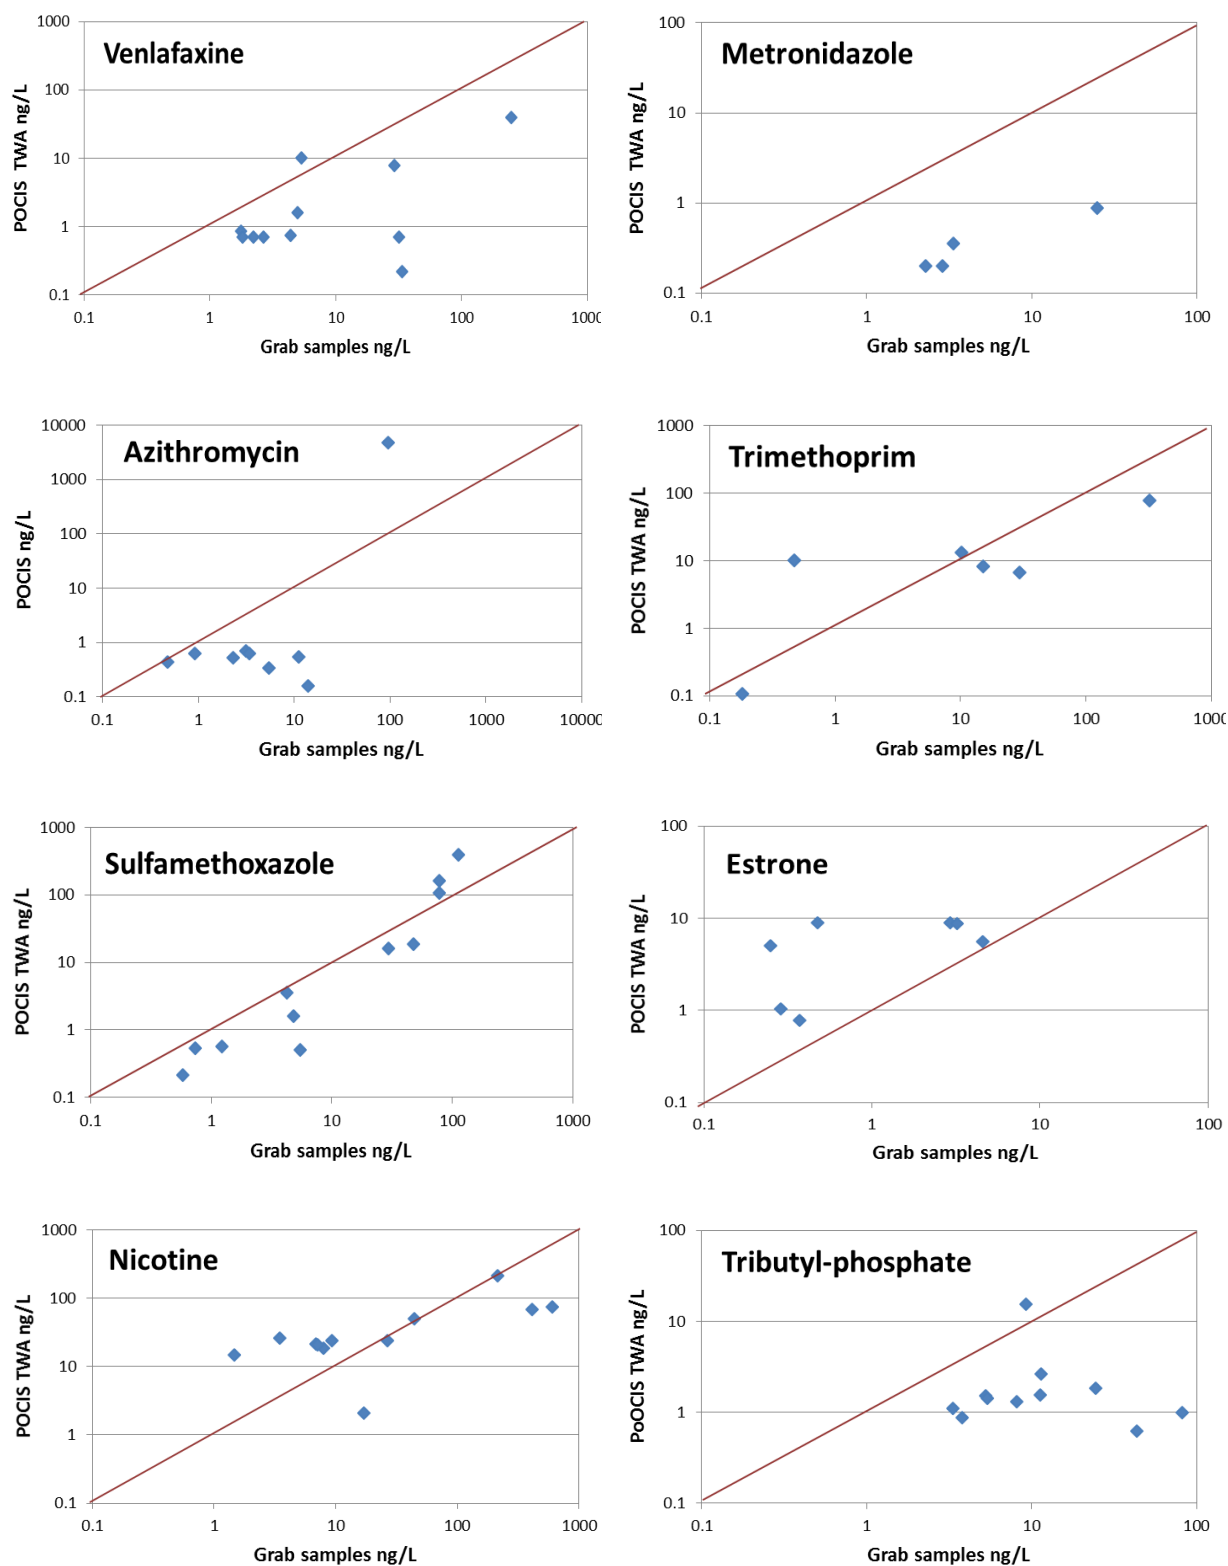 Venlafaxine
POCIS TWA ng/L
1000
100
10
1
0.1
0.1 1 10 100 1000
Grab samples ng/L
Metronidazole
POCIS TWA ng/L
100
10
1
0.1
0.1 1 10 100
Grab samples ng/L
Azithromycin
POCIS ng/L
10000
1000
100
10
1
0.1
0.1 1 10 100 1000 10000
Grab samples ng/L
Trimethoprim
POCIS TWA ng/L
1000
100
10
1
0.1
0.1 1 10 100 1000
Grab samples ng/L
Sulfamethoxazole
POCIS TWA ng/L
1000
100
10
1
0.1
0.1 1 10 100 1000
Grab samples ng/L
Estrone
POCIS TWA ng/L
100
10
1
0.1
0.1 1 10 100
Grab samples ng/L
Nicotine
POCIS TWA ng/L
1000
100
10
1
0.1
0.1 1 10 100 1000
Grab samples ng/L
Tributyl-phosphate
PoOCIS TWA ng/L
100
10
1
0.1
0.1 1 10 100
Grab samples ng/L